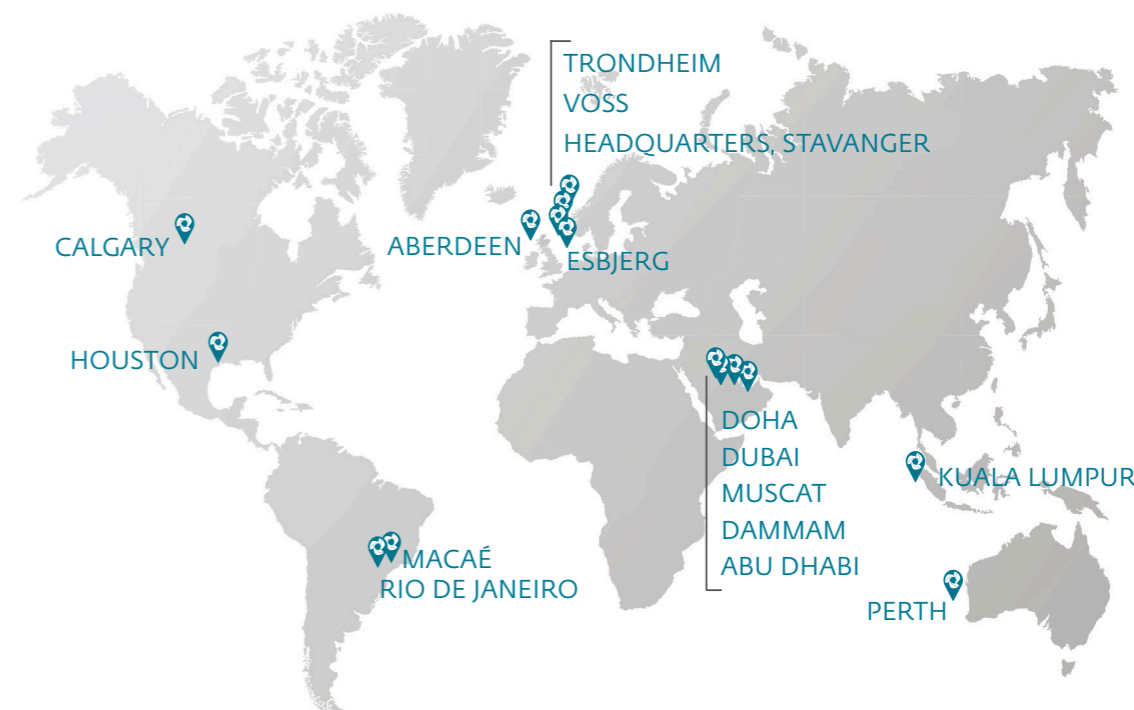 TRONDHEIM
VOSS
HEADQUARTERS, STAVANGER
CALGARY
ABERDEEN
ESBJERG
HOUSTON
DOHA
DUBAI
MUSCAT
DAMMAM
ABU DHABI
KUALA LUMPUR
MACAÉ
RIO DE JANEIRO
PERTH